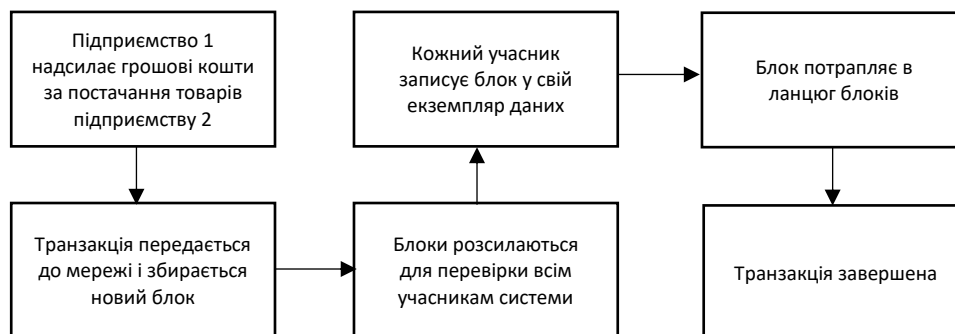 Підприємство 1
надсилає грошові кошти
за постачання товарів
підприємству 2
Транзакція передається
до мережі і збирається
новий блок
Блоки розсилаються
для перевірки всім
учасникам системи
Кожний учасник
записує блок у свій
екземпляр даних
Блок потрапляє в
ланцюг блоків
Транзакція завершена